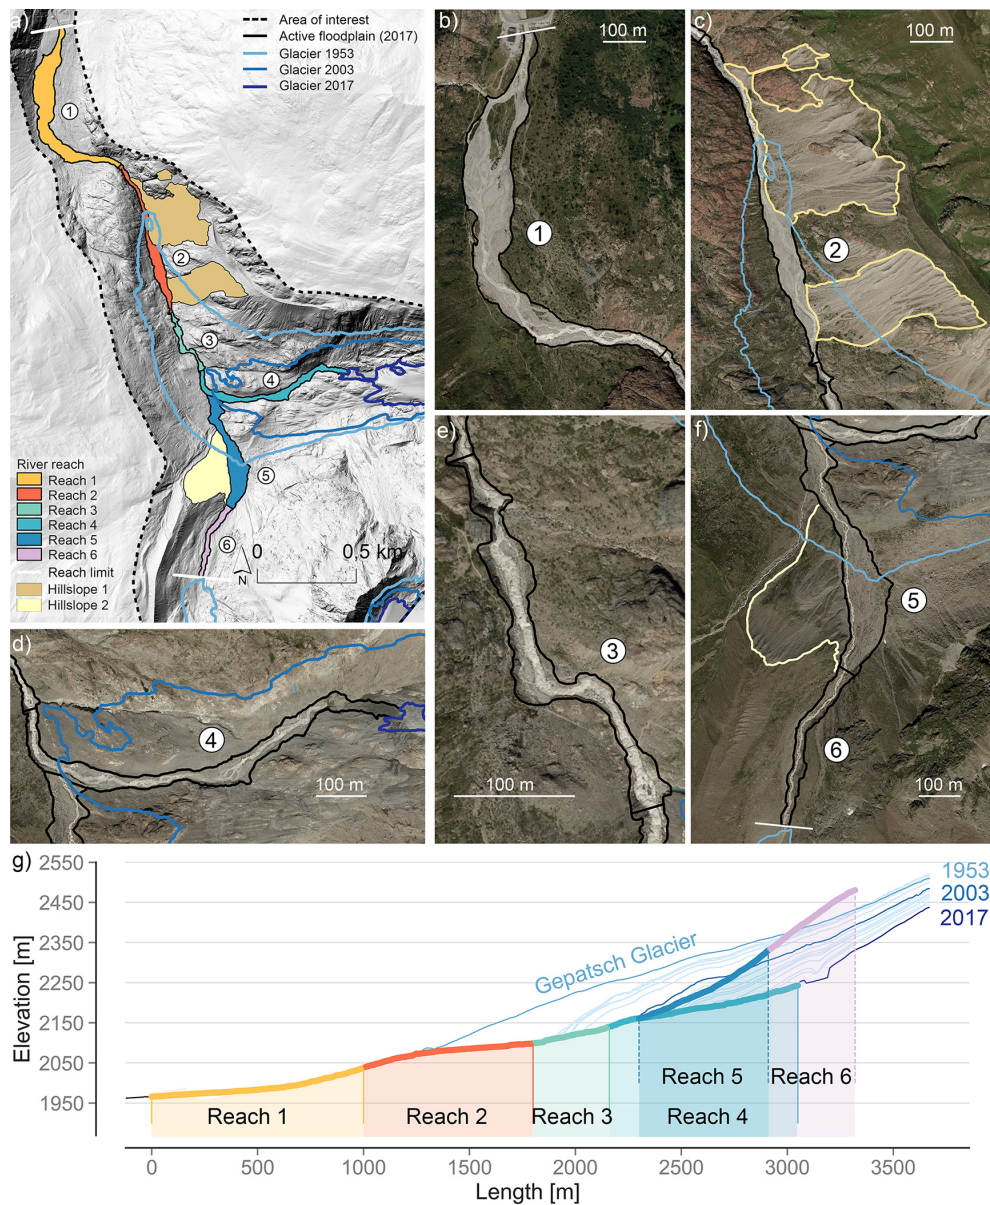 a)
Area of interest
Active floodplain (2017)
Glacier 1953
Glacier 2003
Glacier 2017
1
2
3
4
5
6
0
0.5 km
N
River reach
Reach 1
Reach 2
Reach 3
Reach 4
Reach 5
Reach 6
Reach limit
Hillslope 1
Hillslope 2
b)
100 m
1
c)
100 m
2
d)
4
100 m
e)
3
100 m
f)
5
6
100 m
g)
2550
2450
2350
2250
2150
2050
1950
Elevation [m]
1953
2003
2017
Gepatsch Glacier
Reach 5
Reach 6
Reach 1
Reach 2
Reach 3
Reach 4
0
500
1000
1500
2000
2500
3000
3500
Length [m]